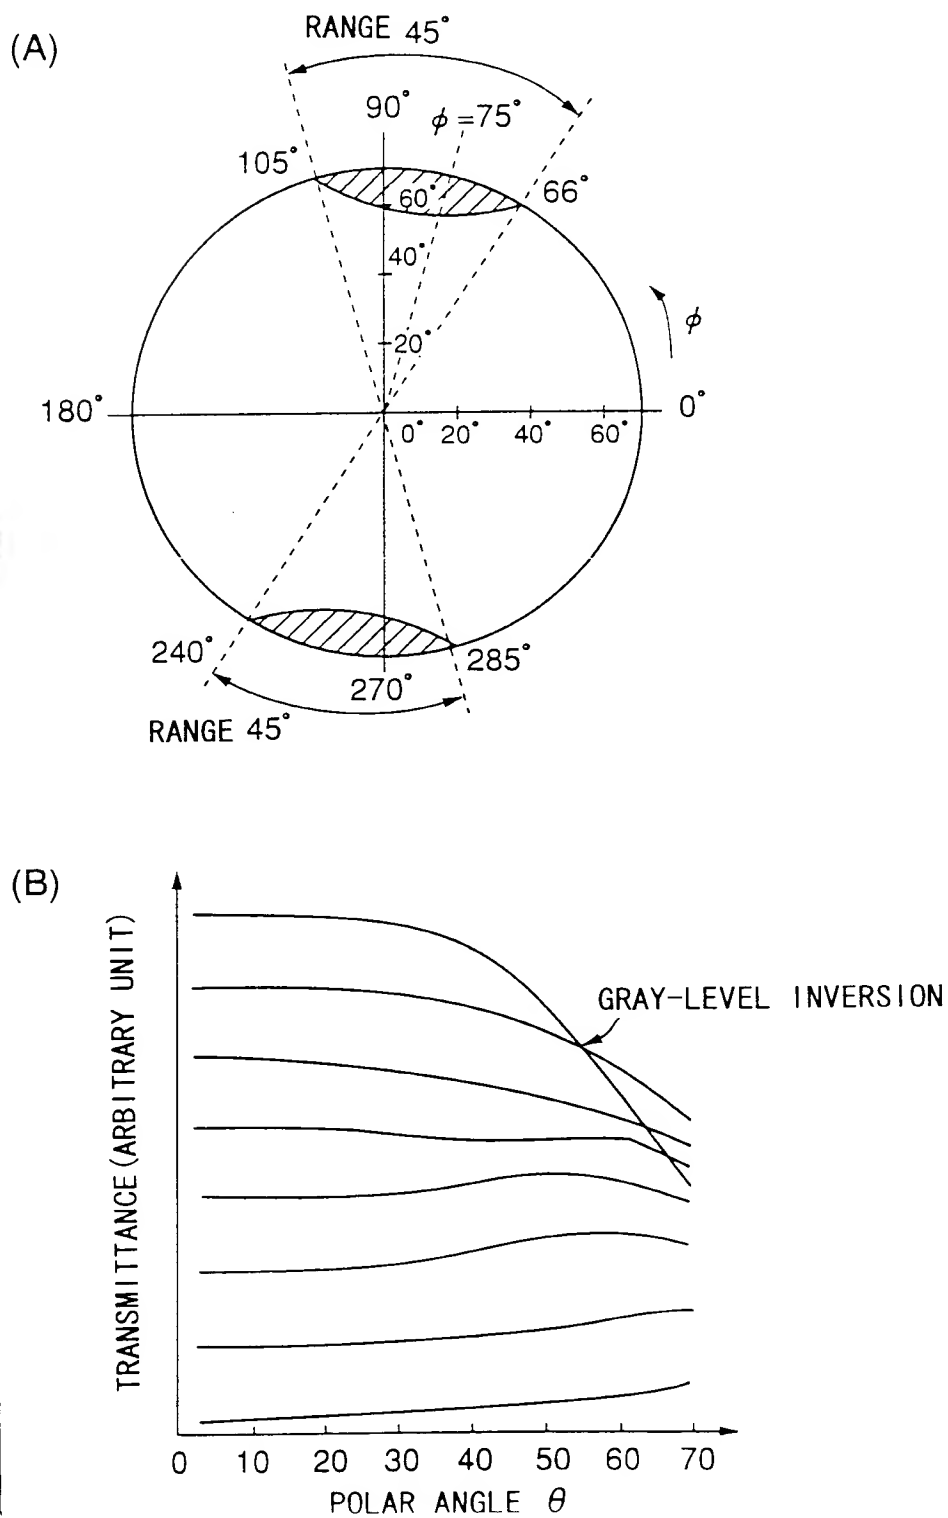 (A)
RANGE 45°
90°
φ =75°
105°
66°
60°
40°
20°
φ
180°
0°
0° 20° 40° 60°
240°
285°
270°
RANGE 45°
(B)
TRANSMITTANCE(ARBITRARY UNIT)
GRAY-LEVEL INVERSION
0 10 20 30 40 50 60 70
POLAR ANGLE θ